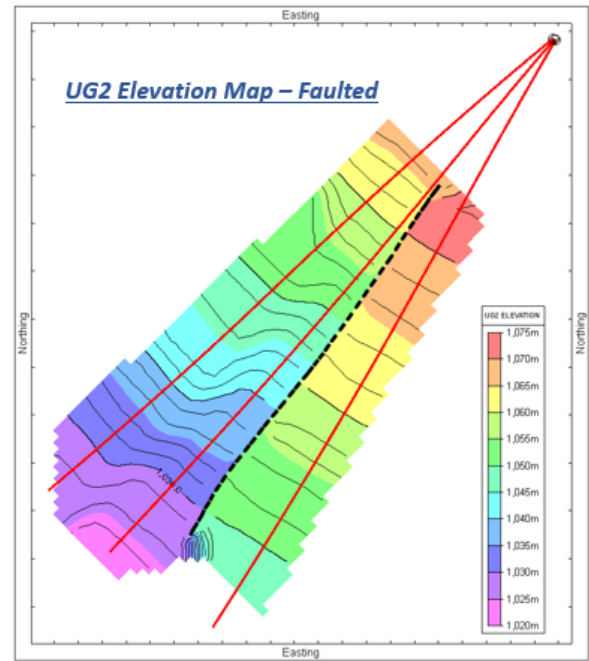 Easting
UG2 Elevation Map – Faulted
Northing
Northing
UG2 ELEVATION
1,075m
1,070m
1,065m
1,060m
1,055m
1,050m
1,045m
1,040m
1,035m
1,030m
1,025m
1,020m
Easting